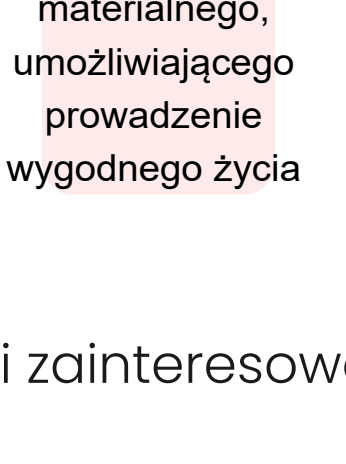 materialnego,
umożliwiającego
prowadzenie
wygodnego życia
i zainteresow